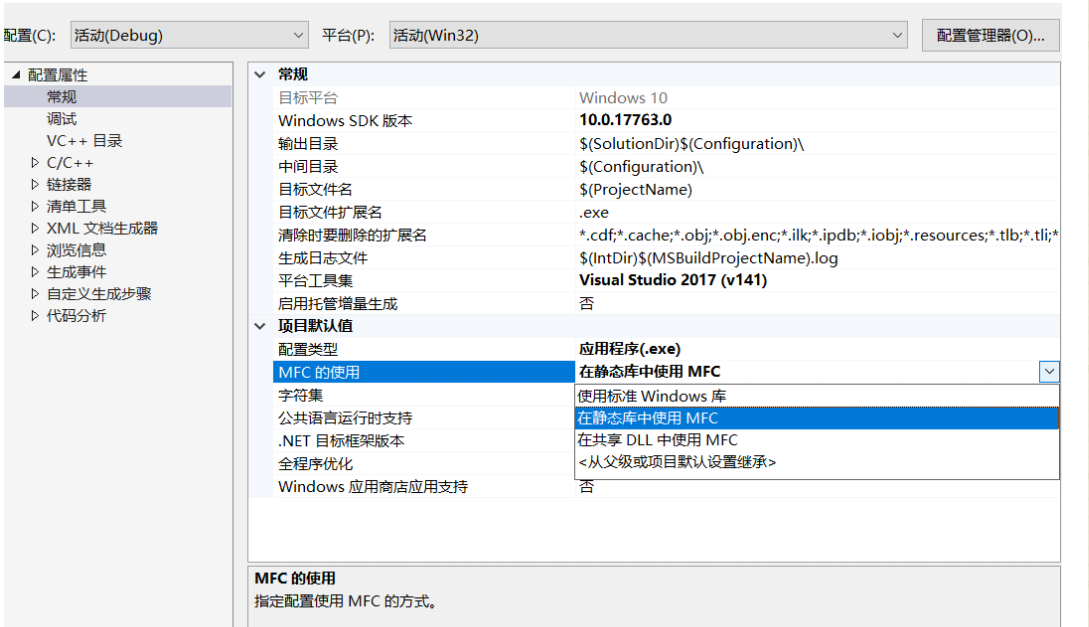 配置(C): 活动(Debug) 平台(P): 活动(Win32) 配置管理器(O)...
配置属性
常规
调试
VC++ 目录
C/C++
链接器
清单工具
XML 文档生成器
浏览信息
生成事件
自定义生成步骤
代码分析
常规
目标平台 Windows 10
Windows SDK 版本 10.0.17763.0
输出目录 $(SolutionDir)$(Configuration)\
中间目录 $(Configuration)\
目标文件名 $(ProjectName)
目标文件扩展名 .exe
清除时要删除的扩展名 *.cdf;*.cache;*.obj;*.obj.enc;*.ilk;*.ipdb;*.iobj;*.resources;*.tlb;*.tli;*
生成日志文件 $(IntDir)$(MSBuildProjectName).log
平台工具集 Visual Studio 2017 (v141)
启用托管增量生成 否
项目默认值
配置类型 应用程序(.exe)
MFC 的使用 在静态库中使用 MFC
字符集 使用标准 Windows 库
公共语言运行时支持 在静态库中使用 MFC
.NET 目标框架版本 在共享 DLL 中使用 MFC
全程序优化 <从父级或项目默认设置继承>
Windows 应用商店应用支持 否
MFC 的使用
指定配置使用 MFC 的方式。